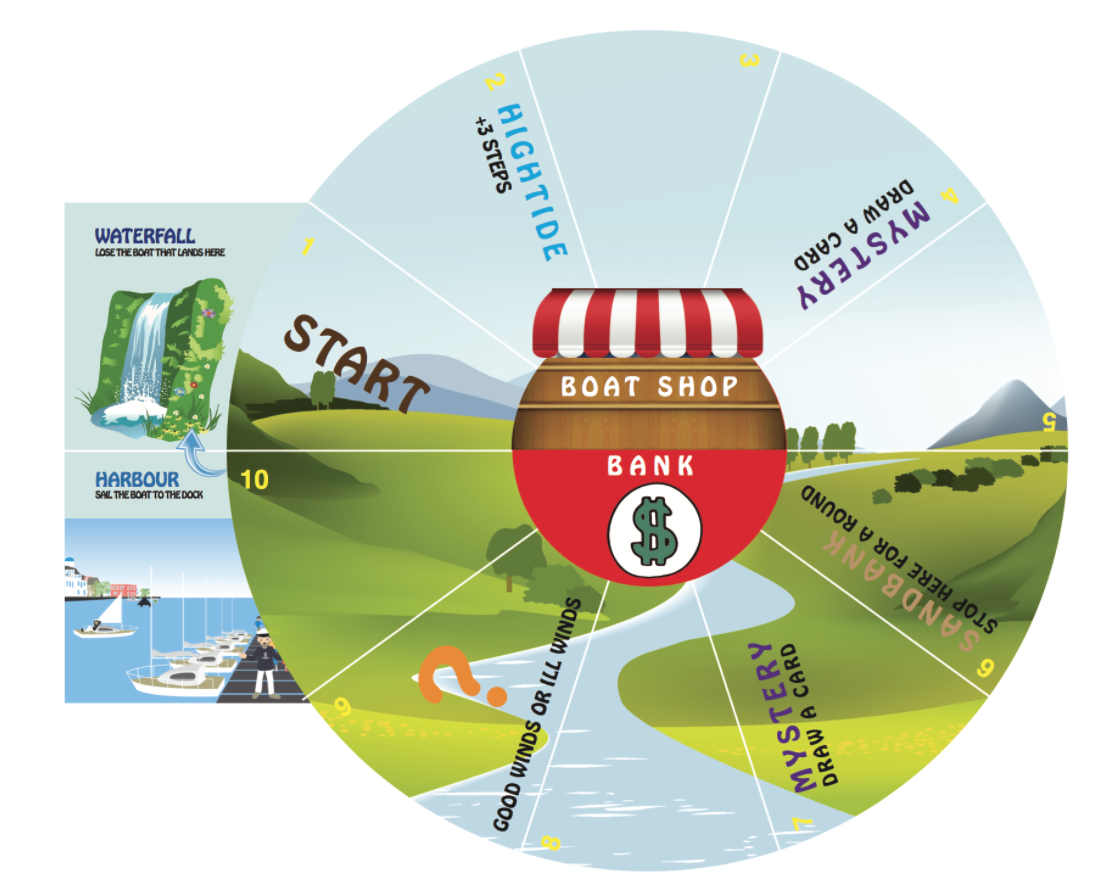 1
START
2
HIGHTIDE
+3 STEPS
3
4
MYSTERY
DRAW A CARD
5
6
SANDBANK
STOP HERE FOR A ROUND
7
MYSTERY
DRAW A CARD
8
?
GOOD WINDS OR ILL WINDS
9
10
WATERFALL
LOSE THE BOAT THAT LANDS HERE
HARBOUR
SAIL THE BOAT TO THE DOCK
BOAT SHOP
BANK
$